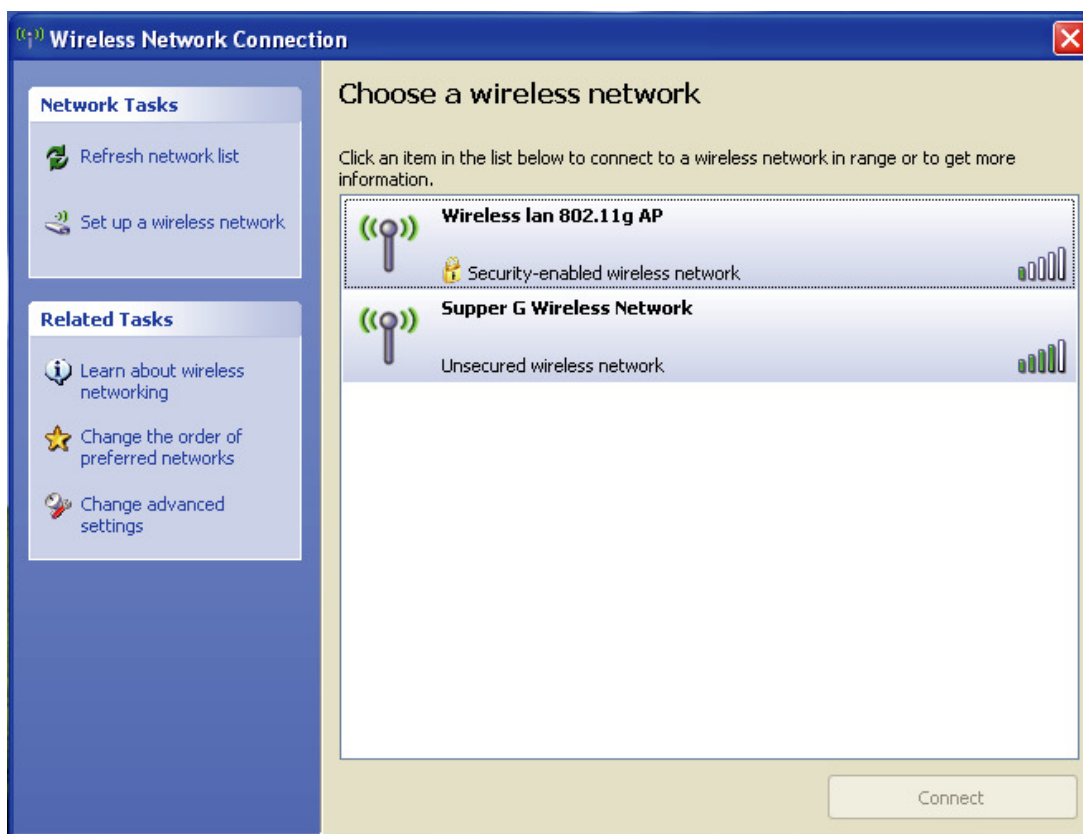 Wireless Network Connection
Network Tasks
Refresh network list
Set up a wireless network
Related Tasks
Learn about wireless
networking
Change the order of
preferred networks
Change advanced
settings
Choose a wireless network
Click an item in the list below to connect to a wireless network in range or to get more
information.
Wireless lan 802.11g AP
Security-enabled wireless network
Supper G Wireless Network
Unsecured wireless network
Connect